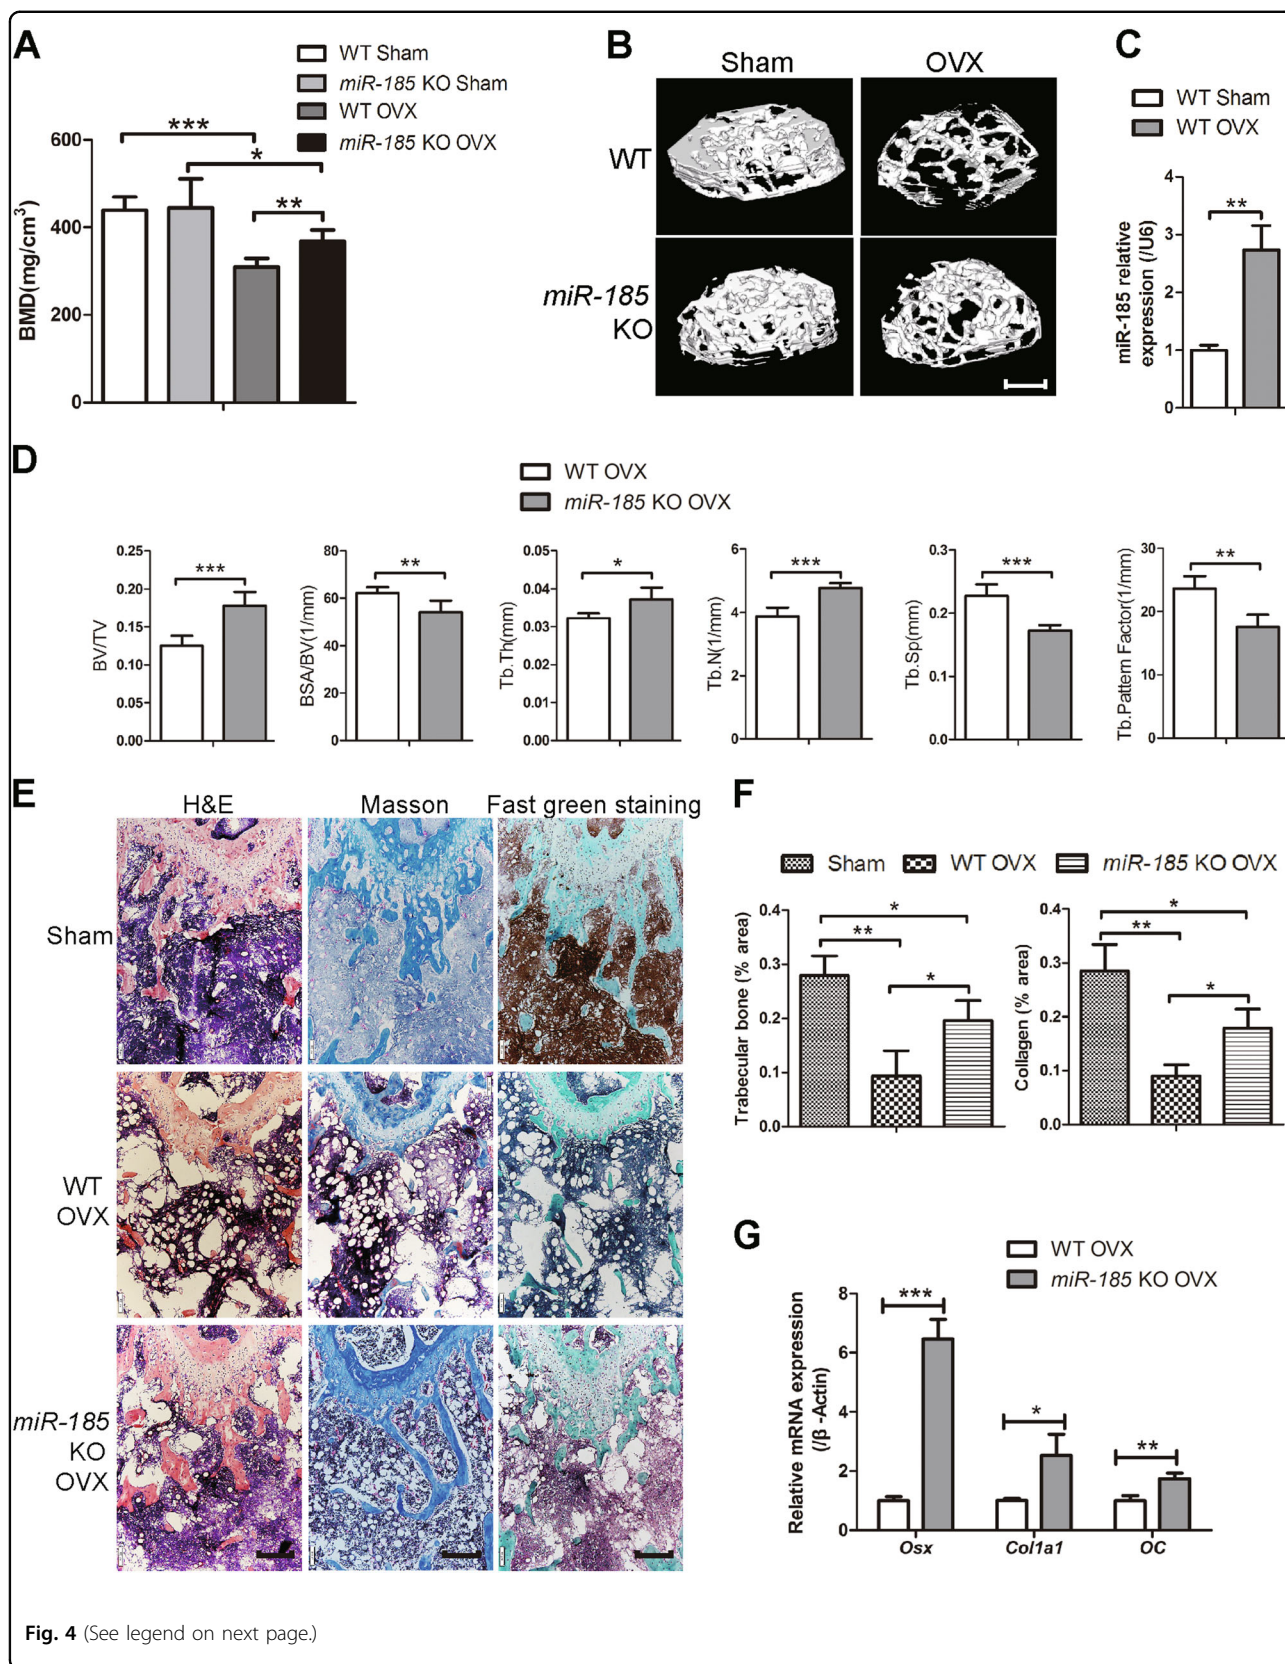 A
WT Sham
miR-185 KO Sham
WT OVX
miR-185 KO OVX
***
*
**
600
400
200
0
BMD(mg/cm³)
B
Sham
OVX
WT
miR-185
KO
C
WT Sham
WT OVX
**
4
3
2
1
0
miR-185 relative
expression (/U6)
D
WT OVX
miR-185 KO OVX
***
0.25
0.20
0.15
0.10
0.05
0.00
BV/TV
**
80
60
40
20
0
BSA/BV(1/mm)
*
0.05
0.04
0.03
0.02
0.01
0.00
Tb.Th(mm)
***
6
4
2
0
Tb.N(1/mm)
***
0.3
0.2
0.1
0.0
Tb.Sp(mm)
**
30
20
10
0
Tb.Pattern Factor(1/mm)
E
H&E
Masson
Fast green staining
Sham
WT
OVX
miR-185
KO
OVX
F
Sham
WT OVX
miR-185 KO OVX
*
**
*
0.4
0.3
0.2
0.1
0.0
Trabecular bone (% area)
*
**
*
0.4
0.3
0.2
0.1
0.0
Collagen (% area)
G
WT OVX
miR-185 KO OVX
***
*
**
8
6
4
2
0
Relative mRNA expression
(/β -Actin)
Osx
Col1a1
OC
Fig. 4 (See legend on next page.)